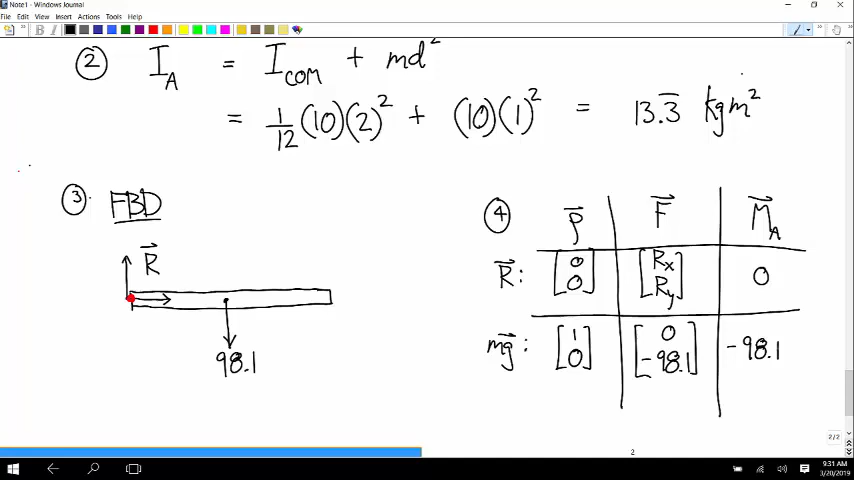 Note1 - Windows Journal
File Edit View Insert Actions Tools Help
② I_A = I_COM + md²
= 1/12 (10)(2)² + (10)(1)² = 13.3̅ kgm²
③ FBD
R⃗
98.1
④ ρ⃗ F⃗ M⃗_A
R⃗: [0 0] [Rx Ry] 0
mg⃗: [1 0] [0 -98.1] -98.1
2/2
2
9:31 AM
3/20/2019